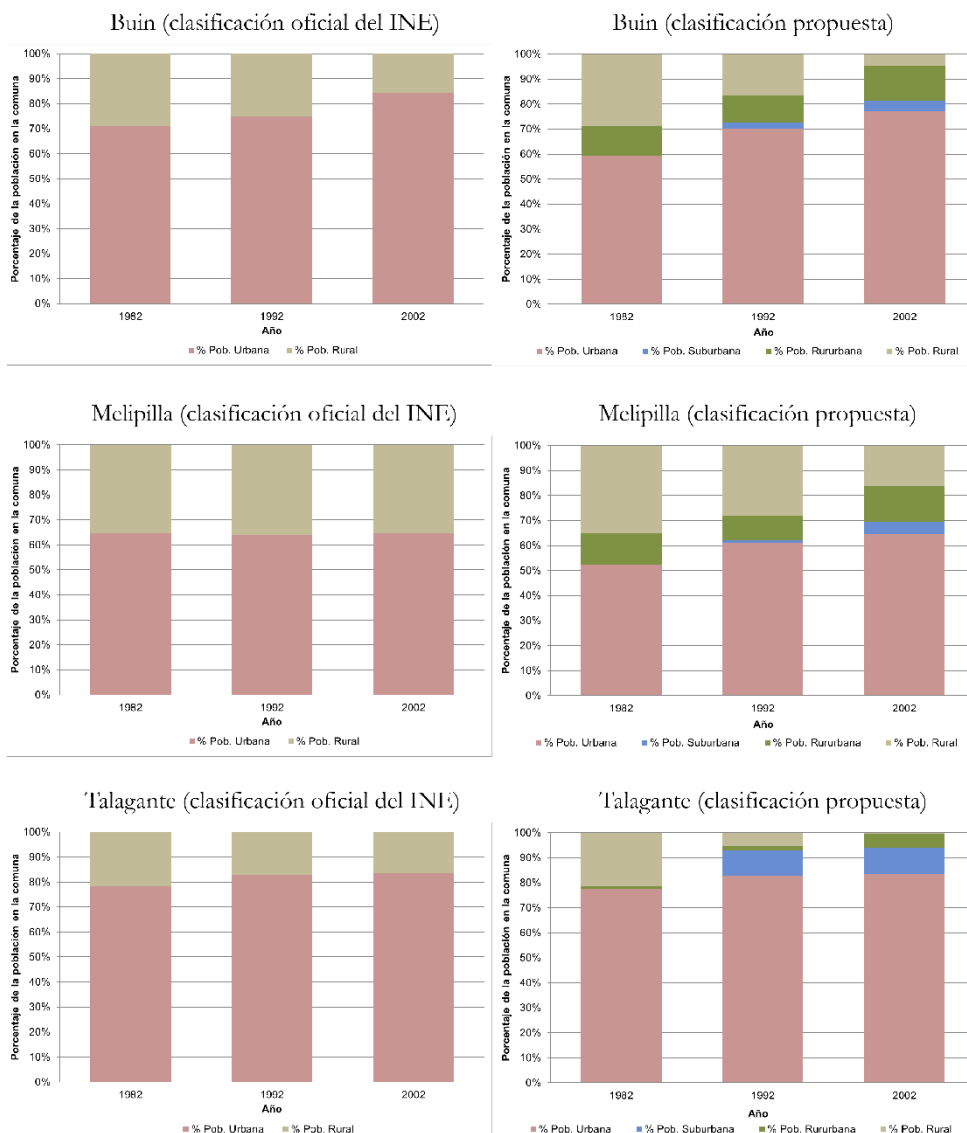 Buin (clasificación oficial del INE)
Porcentaje de la población en la comuna
100%
90%
80%
70%
60%
50%
40%
30%
20%
10%
0%
1982 1992 2002
Año
% Pob. Urbana % Pob. Rural
Buin (clasificación propuesta)
Porcentaje de la población en la comuna
100%
90%
80%
70%
60%
50%
40%
30%
20%
10%
0%
1982 1992 2002
Año
% Pob. Urbana % Pob. Suburbana % Pob. Rururbana % Pob. Rural
Melipilla (clasificación oficial del INE)
Porcentaje de la población en la comuna
100%
90%
80%
70%
60%
50%
40%
30%
20%
10%
0%
1982 1992 2002
Año
% Pob. Urbana % Pob. Rural
Melipilla (clasificación propuesta)
Porcentaje de la población en la comuna
100%
90%
80%
70%
60%
50%
40%
30%
20%
10%
0%
1982 1992 2002
Año
% Pob. Urbana % Pob. Suburbana % Pob. Rururbana % Pob. Rural
Talagante (clasificación oficial del INE)
Porcentaje de la población en la comuna
100%
90%
80%
70%
60%
50%
40%
30%
20%
10%
0%
1982 1992 2002
Año
% Pob. Urbana % Pob. Rural
Talagante (clasificación propuesta)
Porcentaje de la población en la comuna
100%
90%
80%
70%
60%
50%
40%
30%
20%
10%
0%
1982 1992 2002
Año
% Pob. Urbana % Pob. Suburbana % Pob. Rururbana % Pob. Rural